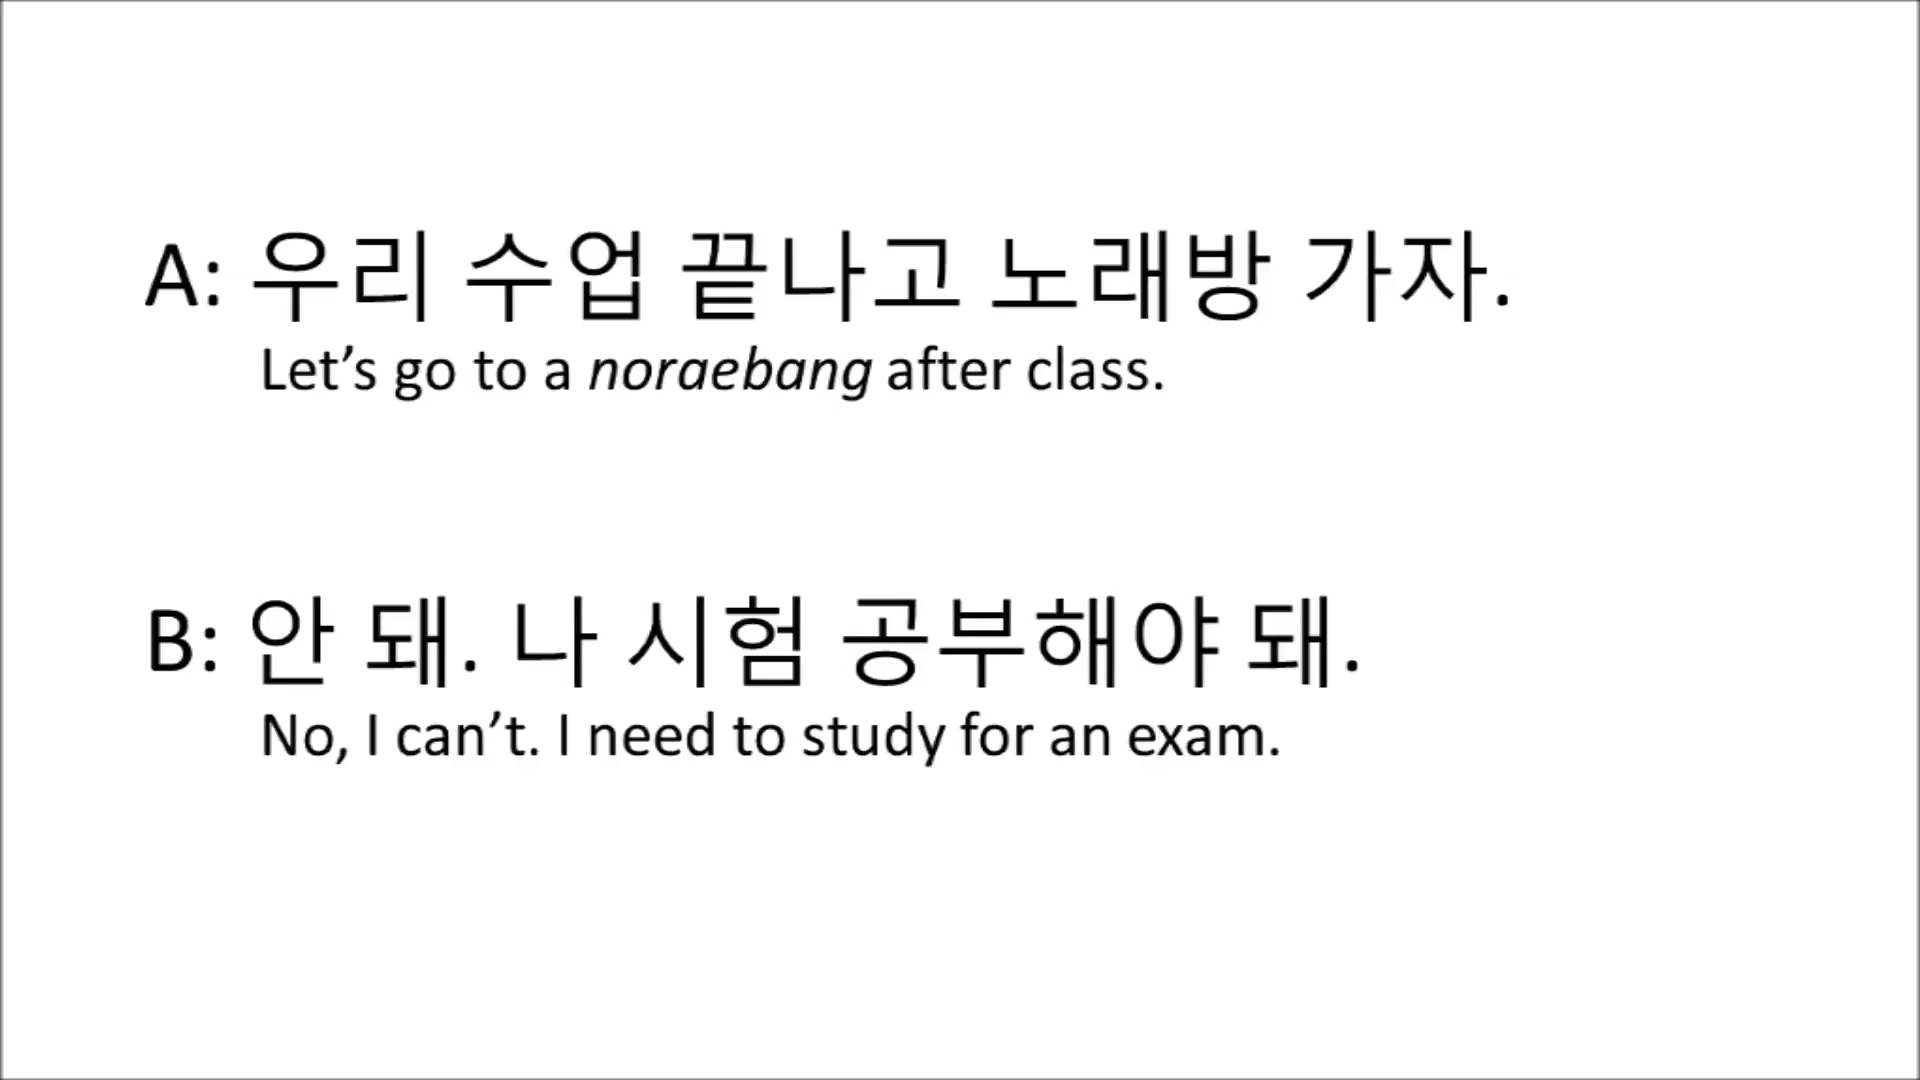 A: 우리 수업 끝나고 노래방 가자.
Let’s go to a noraebang after class.
B: 안 돼. 나 시험 공부해야 돼.
No, I can’t. I need to study for an exam.